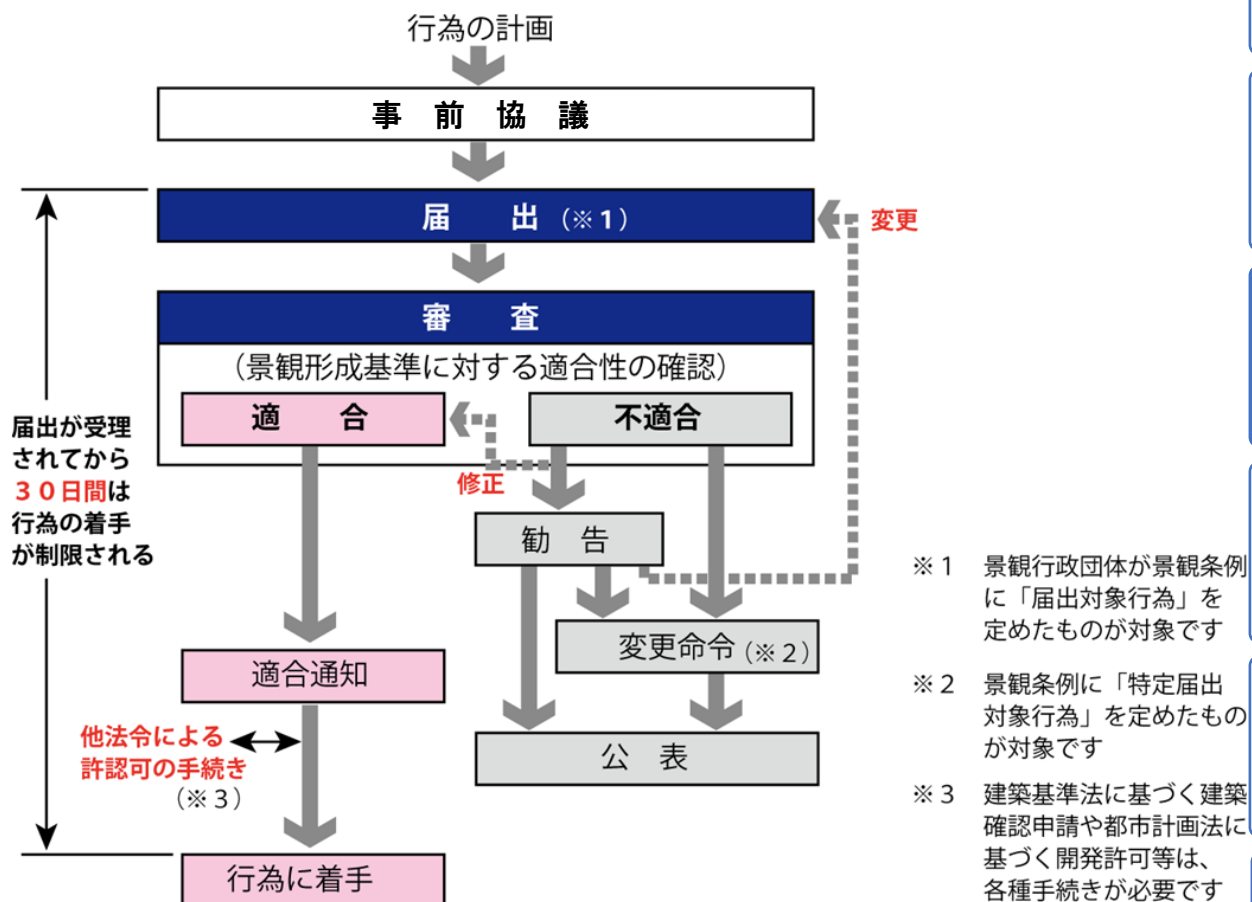 行為の計画
事前協議
届出（※１）
変更
審査
（景観形成基準に対する適合性の確認）
適合
不適合
修正
届出が受理
されてから
３０日間は
行為の着手
が制限される
勧告
変更命令（※２）
適合通知
他法令による
許認可の手続き
（※３）
公表
行為に着手
※１ 景観行政団体が景観条例
に「届出対象行為」を
定めたものが対象です
※２ 景観条例に「特定届出
対象行為」を定めたもの
が対象です
※３ 建築基準法に基づく建築
確認申請や都市計画法に
基づく開発許可等は、
各種手続きが必要です